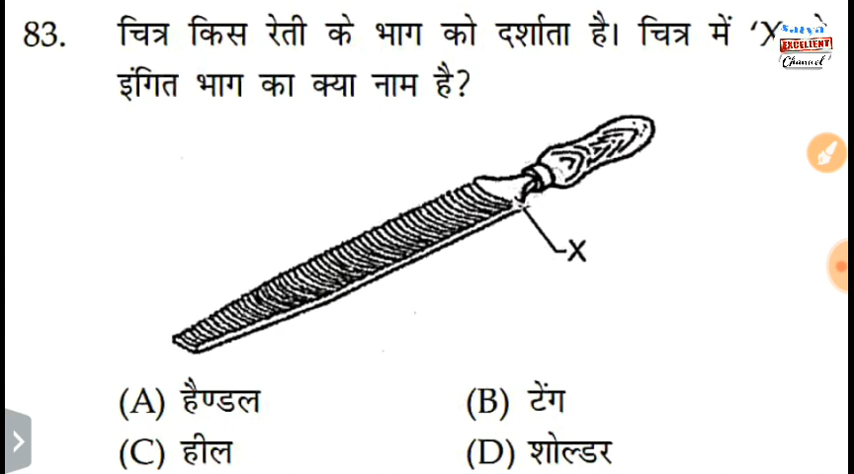 83. चित्र किस रेती के भाग को दर्शाता है। चित्र में 'X' से
EXCELLENT
Channel
इंगित भाग का क्या नाम है?
X
(A) हैण्डल (B) टेंग
(C) हील (D) शोल्डर